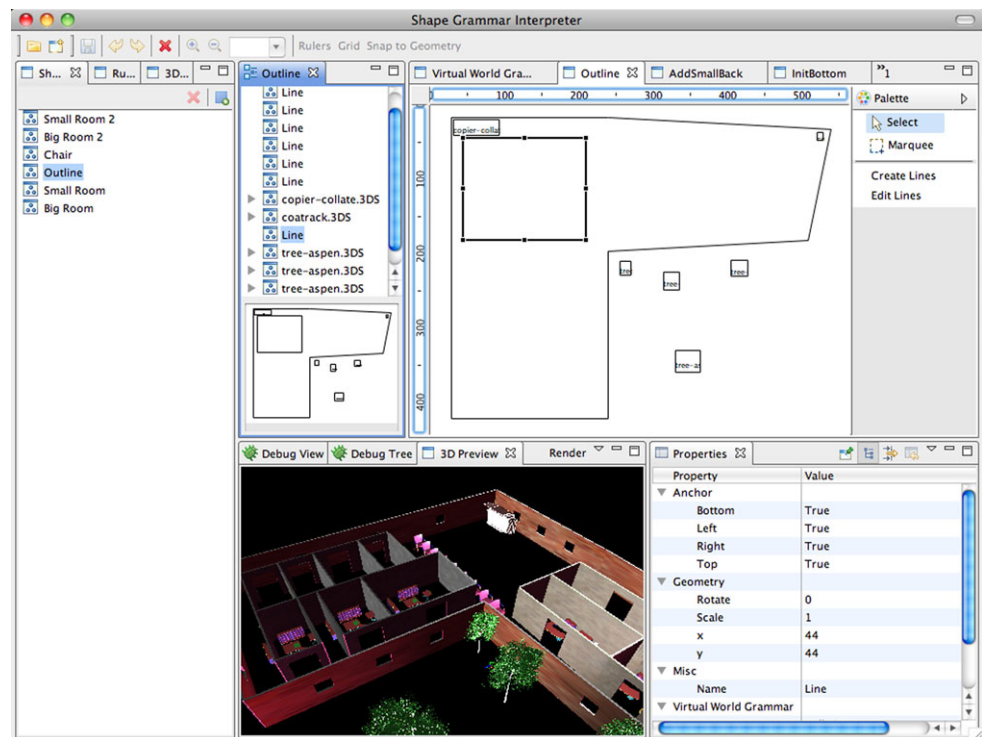 Shape Grammar Interpreter
Rulers Grid Snap to Geometry
Sh... Ru... 3D...
Small Room 2
Big Room 2
Chair
Outline
Small Room
Big Room
Outline
Line
Line
Line
Line
Line
Line
copier-collate.3DS
coatrack.3DS
Line
tree-aspen.3DS
tree-aspen.3DS
tree-aspen.3DS
Virtual World Gra... Outline AddSmallBack InitBottom »1
100 200 300 400 500
100
200
300
400
copier-collat
tree
tree-
tree-
tree-as
Palette
Select
Marquee
Create Lines
Edit Lines
Debug View Debug Tree 3D Preview Render
Properties
Property Value
Anchor
Bottom True
Left True
Right True
Top True
Geometry
Rotate 0
Scale 1
x 44
y 44
Misc
Name Line
Virtual World Grammar